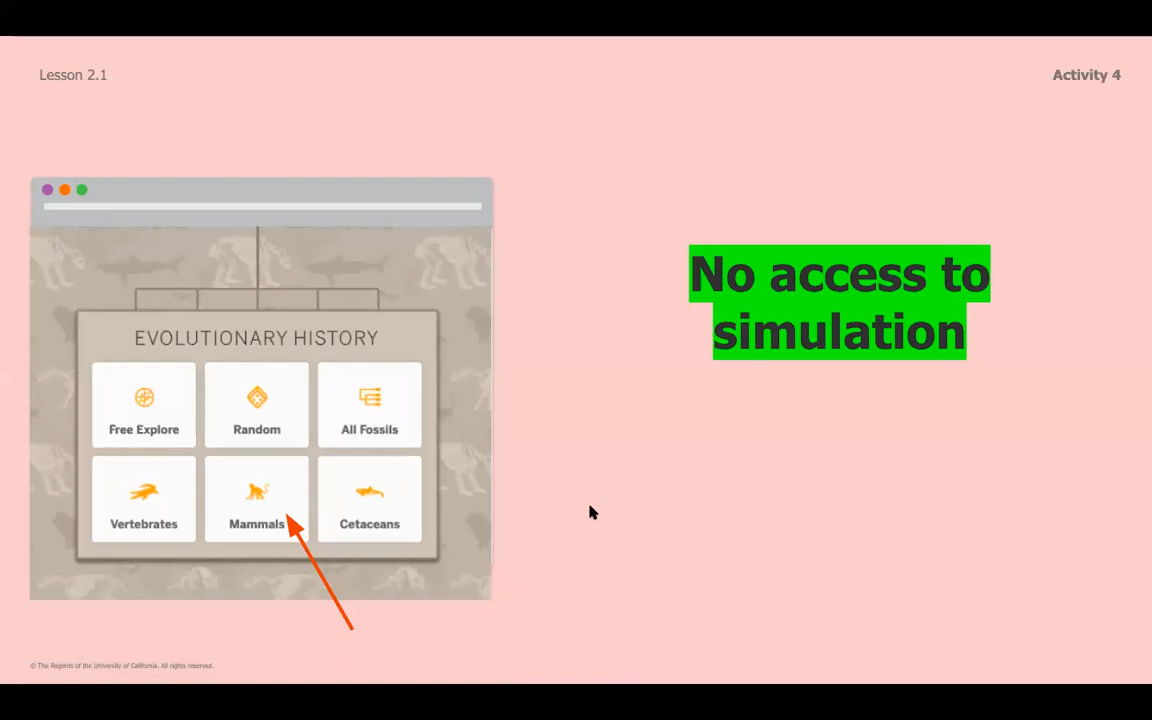 Lesson 2.1
Activity 4
No access to
simulation
EVOLUTIONARY HISTORY
Free Explore
Random
All Fossils
Vertebrates
Mammals
Cetaceans
© The Regents of the University of California. All rights reserved.